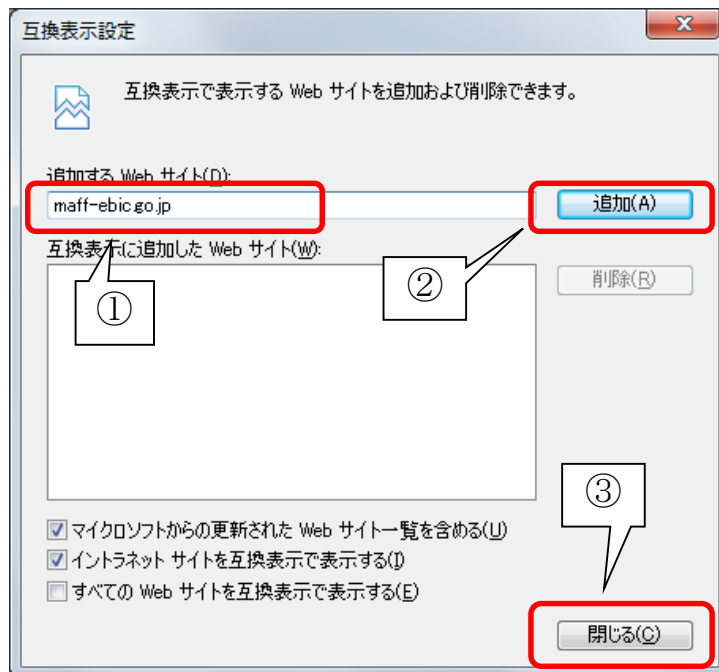 互換表示設定
互換表示で表示する Web サイトを追加および削除できます。
追加する Web サイト(D):
maff-ebic.go.jp
追加(A)
互換表示に追加した Web サイト(W):
削除(R)
①
②
③
マイクロソフトからの更新された Web サイト一覧を含める(U)
イントラネット サイトを互換表示で表示する(I)
すべての Web サイトを互換表示で表示する(E)
閉じる(C)